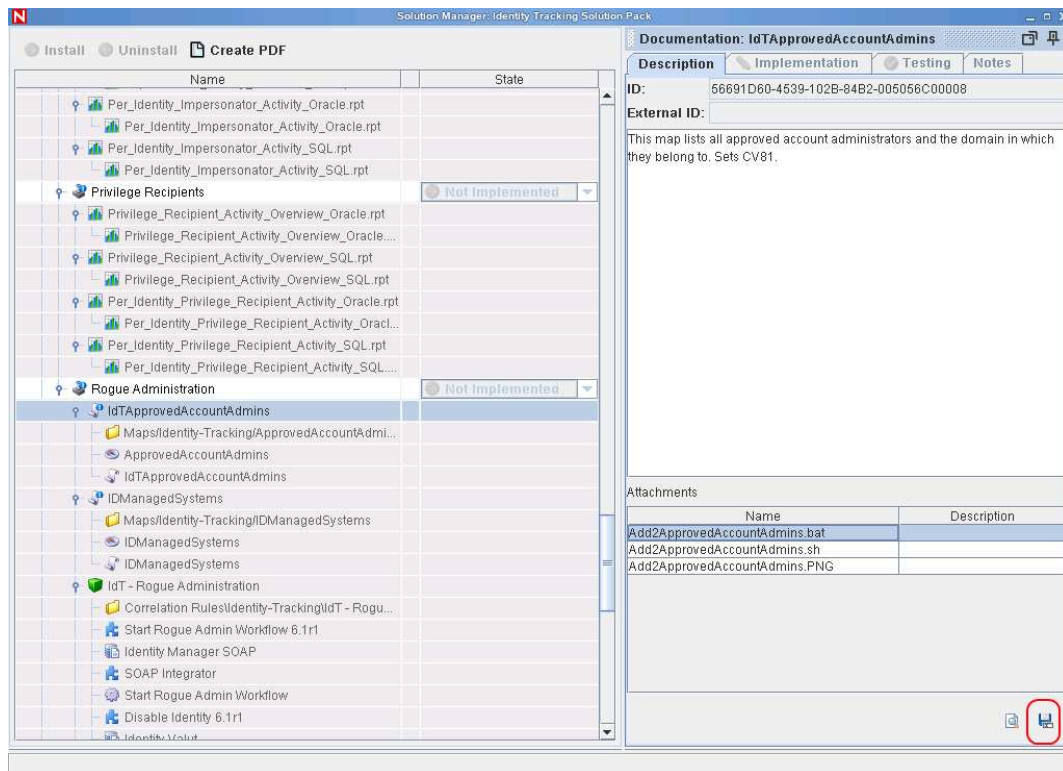 N Solution Manager: Identity Tracking Solution Pack
Install Uninstall Create PDF
Name State
Per_Identity_Impersonator_Activity_Oracle.rpt
Per_Identity_Impersonator_Activity_Oracle.rpt
Per_Identity_Impersonator_Activity_SQL.rpt
Per_Identity_Impersonator_Activity_SQL.rpt
Privilege Recipients Not Implemented
Privilege_Recipient_Activity_Overview_Oracle.rpt
Privilege_Recipient_Activity_Overview_Oracle....
Privilege_Recipient_Activity_Overview_SQL.rpt
Privilege_Recipient_Activity_Overview_SQL.rpt
Per_Identity_Privilege_Recipient_Activity_Oracle.rpt
Per_Identity_Privilege_Recipient_Activity_Oracl...
Per_Identity_Privilege_Recipient_Activity_SQL.rpt
Per_Identity_Privilege_Recipient_Activity_SQL....
Rogue Administration Not Implemented
IdTApprovedAccountAdmins
Maps/Identity-Tracking/ApprovedAccountAdmi...
ApprovedAccountAdmins
IdTApprovedAccountAdmins
IDManagedSystems
Maps/Identity-Tracking/IDManagedSystems
IDManagedSystems
IDManagedSystems
IdT - Rogue Administration
Correlation Rules\Identity-Tracking\IdT - Rogu...
Start Rogue Admin Workflow 6.1r1
Identity Manager SOAP
SOAP Integrator
Start Rogue Admin Workflow
Disable Identity 6.1r1
Identity Valut
Documentation: IdTApprovedAccountAdmins
Description Implementation Testing Notes
ID: 56691D60-4539-102B-84B2-005056C00008
External ID:
This map lists all approved account administrators and the domain in which
they belong to. Sets CV81.
Attachments
Name Description
Add2ApprovedAccountAdmins.bat
Add2ApprovedAccountAdmins.sh
Add2ApprovedAccountAdmins.PNG